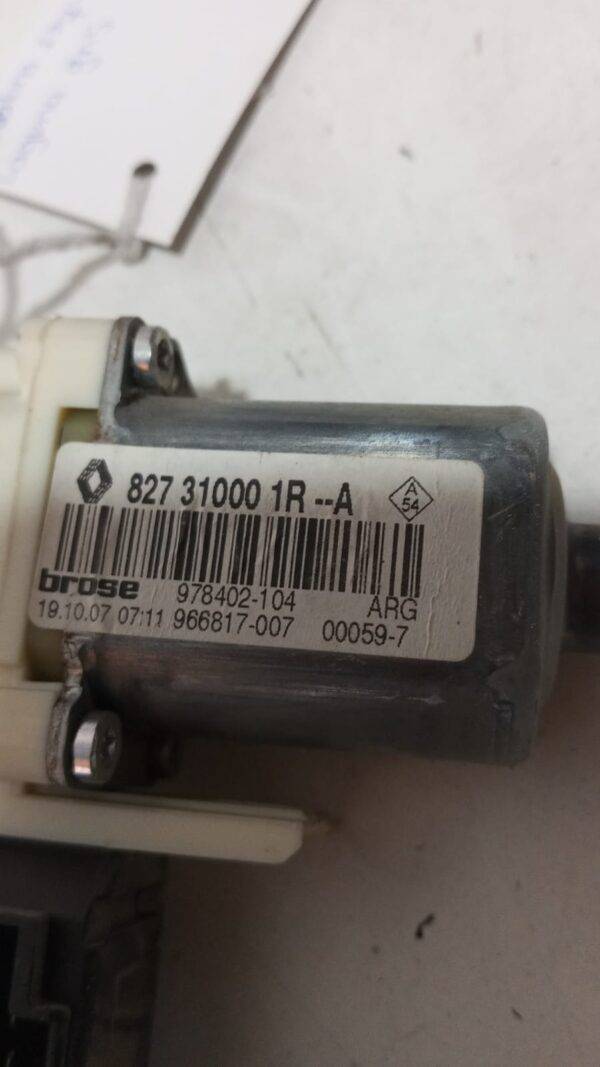 827 31000 1R --A
A
54
brose
978402-104
ARG
19.10.07 07:11 966817-007 00059-7